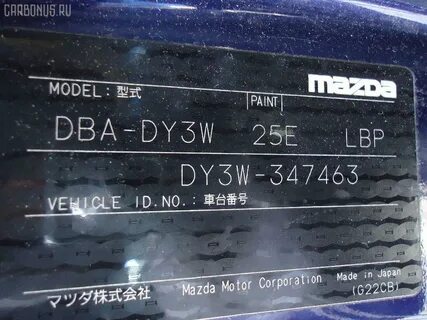 CARBONUS.RU
mazda
MODEL: 型式 PAINT
DBA-DY3W 25E LBP
DY3W-347463
VEHICLE ID.NO.: 車台番号
マツダ株式会社 Mazda Motor Corporation Made in Japan
(G22CB)